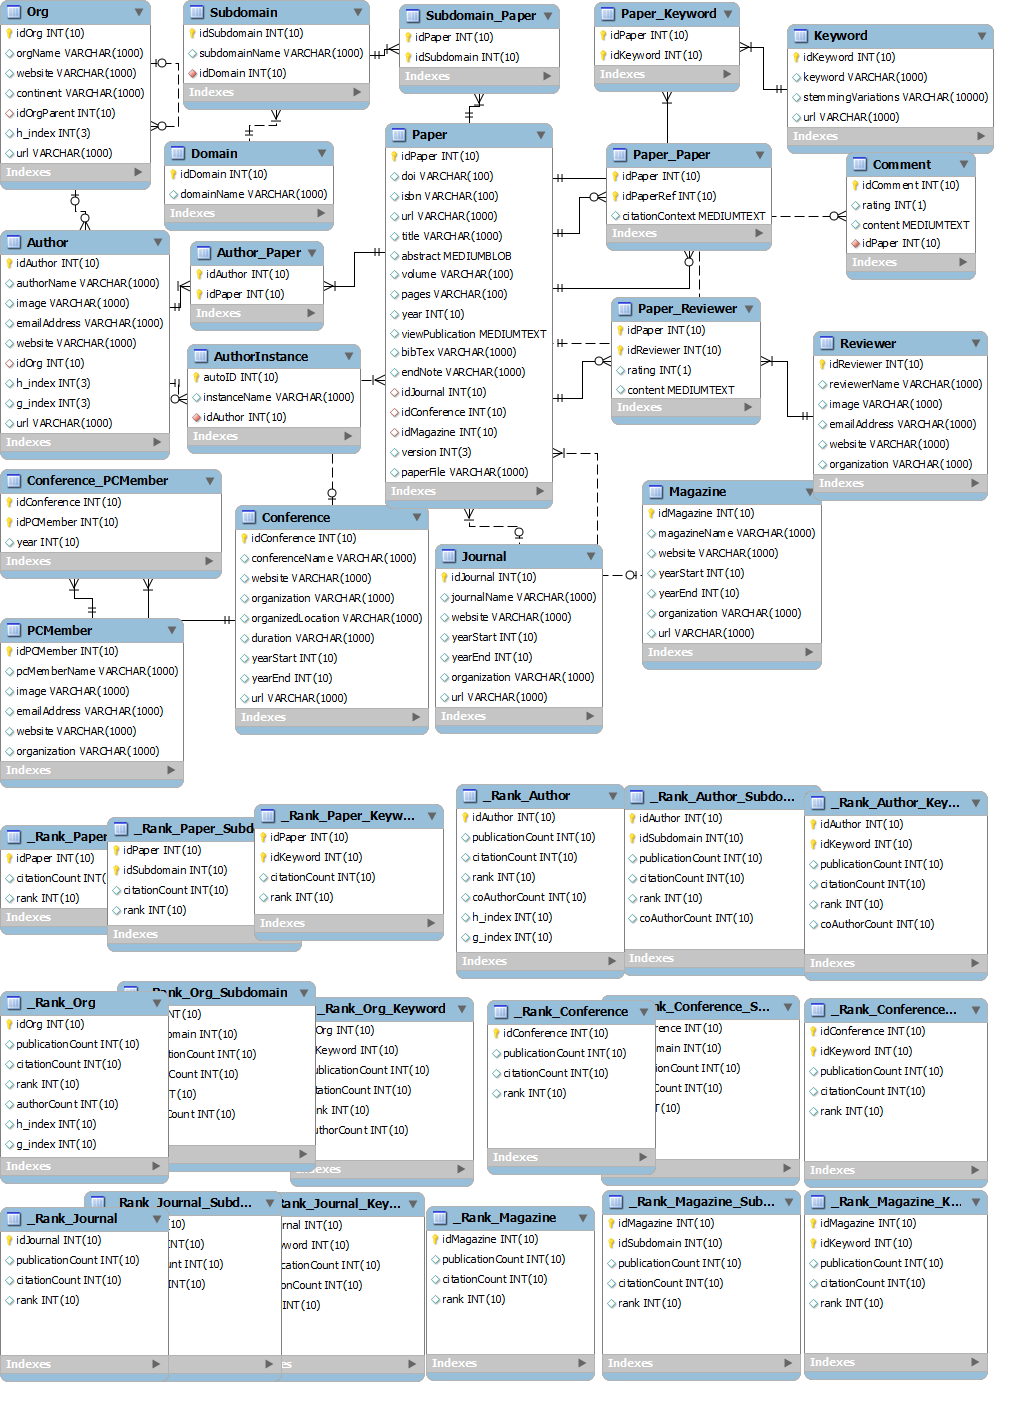 Org
idOrg INT(10)
orgName VARCHAR(1000)
website VARCHAR(1000)
continent VARCHAR(1000)
idOrgParent INT(10)
h_index INT(3)
url VARCHAR(1000)
Indexes
Subdomain
idSubdomain INT(10)
subdomainName VARCHAR(1000)
idDomain INT(10)
Indexes
Subdomain_Paper
idPaper INT(10)
idSubdomain INT(10)
Indexes
Paper_Keyword
idPaper INT(10)
idKeyword INT(10)
Indexes
Keyword
idKeyword INT(10)
keyword VARCHAR(1000)
stemmingVariations VARCHAR(10000)
url VARCHAR(1000)
Indexes
Domain
idDomain INT(10)
domainName VARCHAR(1000)
Indexes
Paper
idPaper INT(10)
doi VARCHAR(100)
isbn VARCHAR(100)
url VARCHAR(1000)
title VARCHAR(1000)
abstract MEDIUMBLOB
volume VARCHAR(100)
pages VARCHAR(100)
year INT(10)
viewPublication MEDIUMTEXT
bibTex VARCHAR(1000)
endNote VARCHAR(1000)
idJournal INT(10)
idConference INT(10)
idMagazine INT(10)
version INT(3)
paperFile VARCHAR(1000)
Indexes
Paper_Paper
idPaper INT(10)
idPaperRef INT(10)
citationContext MEDIUMTEXT
Indexes
Comment
idComment INT(10)
rating INT(1)
content MEDIUMTEXT
idPaper INT(10)
Indexes
Author
idAuthor INT(10)
authorName VARCHAR(1000)
image VARCHAR(1000)
emailAddress VARCHAR(1000)
website VARCHAR(1000)
idOrg INT(10)
h_index INT(3)
g_index INT(3)
url VARCHAR(1000)
Indexes
Author_Paper
idAuthor INT(10)
idPaper INT(10)
Indexes
AuthorInstance
autoID INT(10)
instanceName VARCHAR(1000)
idAuthor INT(10)
Indexes
Paper_Reviewer
idPaper INT(10)
idReviewer INT(10)
rating INT(1)
content MEDIUMTEXT
Indexes
Reviewer
idReviewer INT(10)
reviewerName VARCHAR(1000)
image VARCHAR(1000)
emailAddress VARCHAR(1000)
website VARCHAR(1000)
organization VARCHAR(1000)
Indexes
Conference_PCMember
idConference INT(10)
idPCMember INT(10)
year INT(10)
Indexes
Conference
idConference INT(10)
conferenceName VARCHAR(1000)
website VARCHAR(1000)
organization VARCHAR(1000)
organizedLocation VARCHAR(1000)
duration VARCHAR(1000)
yearStart INT(10)
yearEnd INT(10)
url VARCHAR(1000)
Indexes
Journal
idJournal INT(10)
journalName VARCHAR(1000)
website VARCHAR(1000)
yearStart INT(10)
yearEnd INT(10)
organization VARCHAR(1000)
url VARCHAR(1000)
Indexes
Magazine
idMagazine INT(10)
magazineName VARCHAR(1000)
website VARCHAR(1000)
yearStart INT(10)
yearEnd INT(10)
organization VARCHAR(1000)
url VARCHAR(1000)
Indexes
PCMember
idPCMember INT(10)
pcMemberName VARCHAR(1000)
image VARCHAR(1000)
emailAddress VARCHAR(1000)
website VARCHAR(1000)
organization VARCHAR(1000)
Indexes
_Rank_Paper
idPaper INT(10)
citationCount INT(
rank INT(10)
Indexes
_Rank_Paper_Subd
idPaper INT(10)
idSubdomain INT(10)
citationCount INT(10)
rank INT(10)
Indexes
_Rank_Paper_Keyw...
idPaper INT(10)
idKeyword INT(10)
citationCount INT(10)
rank INT(10)
Indexes
_Rank_Author
idAuthor INT(10)
publicationCount INT(10)
citationCount INT(10)
rank INT(10)
coAuthorCount INT(10)
h_index INT(10)
g_index INT(10)
Indexes
_Rank_Author_Subdo...
idAuthor INT(10)
idSubdomain INT(10)
publicationCount INT(10)
citationCount INT(10)
rank INT(10)
coAuthorCount INT(10)
Indexes
_Rank_Author_Key...
idAuthor INT(10)
idKeyword INT(10)
publicationCount INT(10)
citationCount INT(10)
rank INT(10)
coAuthorCount INT(10)
Indexes
_Rank_Org
idOrg INT(10)
publicationCount INT(10)
citationCount INT(10)
rank INT(10)
authorCount INT(10)
h_index INT(10)
g_index INT(10)
Indexes
Rank_Org_Subdomain
INT(10)
omain INT(10)
tionCount INT(10)
Count INT(10)
INT(10)
Count INT(10)
_Rank_Org_Keyword
Org INT(10)
Keyword INT(10)
ublicationCount INT(10)
tationCount INT(10)
nk INT(10)
uthorCount INT(10)
dexes
_Rank_Conference
idConference INT(10)
publicationCount INT(10)
citationCount INT(10)
rank INT(10)
Indexes
nk_Conference_S...
rence INT(10)
main INT(10)
ionCount INT(10)
Count INT(10)
T(10)
_Rank_Conference...
idConference INT(10)
idKeyword INT(10)
publicationCount INT(10)
citationCount INT(10)
rank INT(10)
Indexes
_Rank_Journal
idJournal INT(10)
publicationCount INT(10)
citationCount INT(10)
rank INT(10)
Indexes
Rank_Journal_Subd...
(10)
INT(10)
unt INT(10)
INT(10)
Rank_Journal_Key...
rnal INT(10)
word INT(10)
cationCount INT(10)
onCount INT(10)
INT(10)
es
_Rank_Magazine
idMagazine INT(10)
publicationCount INT(10)
citationCount INT(10)
rank INT(10)
Indexes
_Rank_Magazine_Sub...
idMagazine INT(10)
idSubdomain INT(10)
publicationCount INT(10)
citationCount INT(10)
rank INT(10)
Indexes
_Rank_Magazine_K...
idMagazine INT(10)
idKeyword INT(10)
publicationCount INT(10)
citationCount INT(10)
rank INT(10)
Indexes